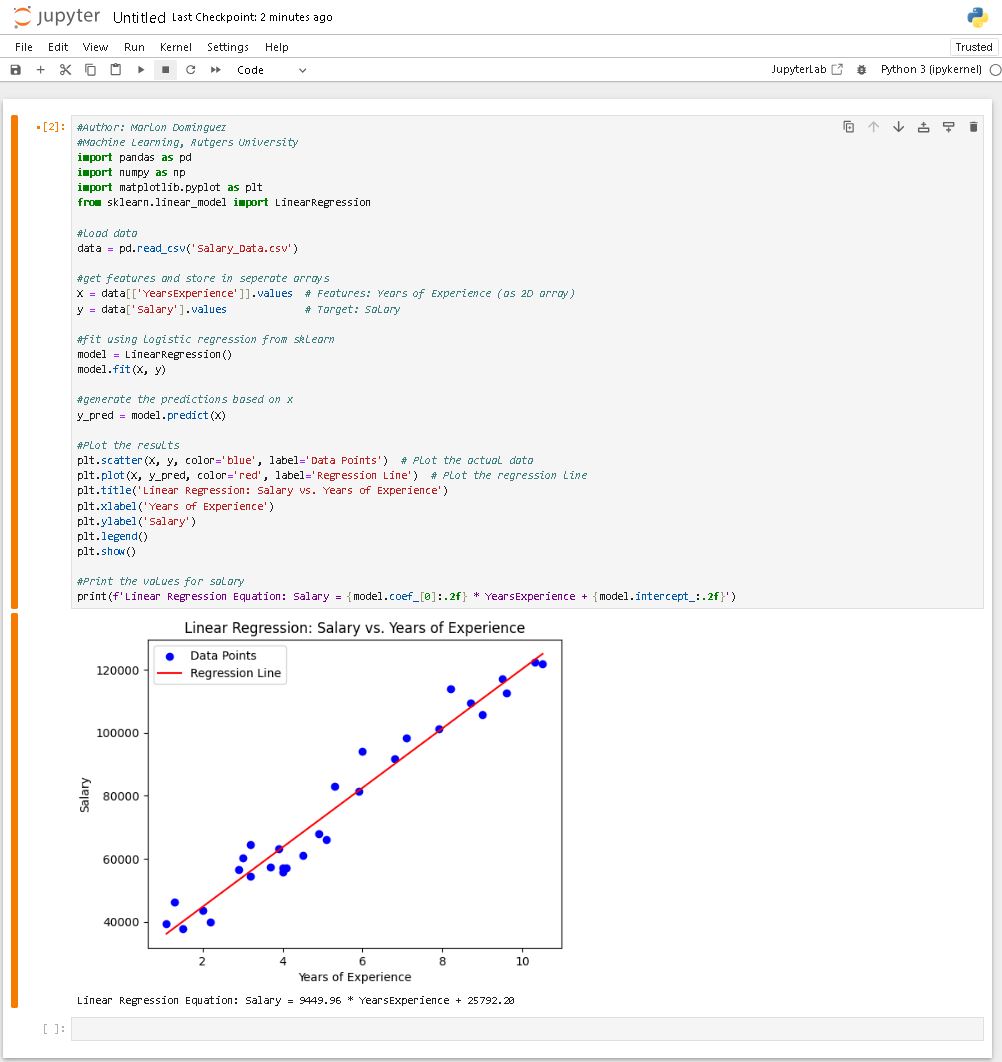 jupyter Untitled Last Checkpoint: 2 minutes ago
File Edit View Run Kernel Settings Help Trusted
Code JupyterLab Python 3 (ipykernel)
[2]:
#Author: Marlon Dominguez
#Machine Learning, Rutgers University
import pandas as pd
import numpy as np
import matplotlib.pyplot as plt
from sklearn.linear_model import LinearRegression
#Load data
data = pd.read_csv('Salary_Data.csv')
#get features and store in seperate arrays
X = data[['YearsExperience']].values # Features: Years of Experience (as 2D array)
y = data['Salary'].values # Target: Salary
#fit using logistic regression from sklearn
model = LinearRegression()
model.fit(X, y)
#generate the predictions based on x
y_pred = model.predict(X)
#Plot the results
plt.scatter(X, y, color='blue', label='Data Points') # Plot the actual data
plt.plot(X, y_pred, color='red', label='Regression Line') # Plot the regression line
plt.title('Linear Regression: Salary vs. Years of Experience')
plt.xlabel('Years of Experience')
plt.ylabel('Salary')
plt.legend()
plt.show()
#Print the values for salary
print(f'Linear Regression Equation: Salary = {model.coef_[0]:.2f} * YearsExperience + {model.intercept_:.2f}')
Linear Regression: Salary vs. Years of Experience
Data Points
Regression Line
120000
100000
80000
60000
40000
Salary
2 4 6 8 10
Years of Experience
Linear Regression Equation: Salary = 9449.96 * YearsExperience + 25792.20
[ ]: